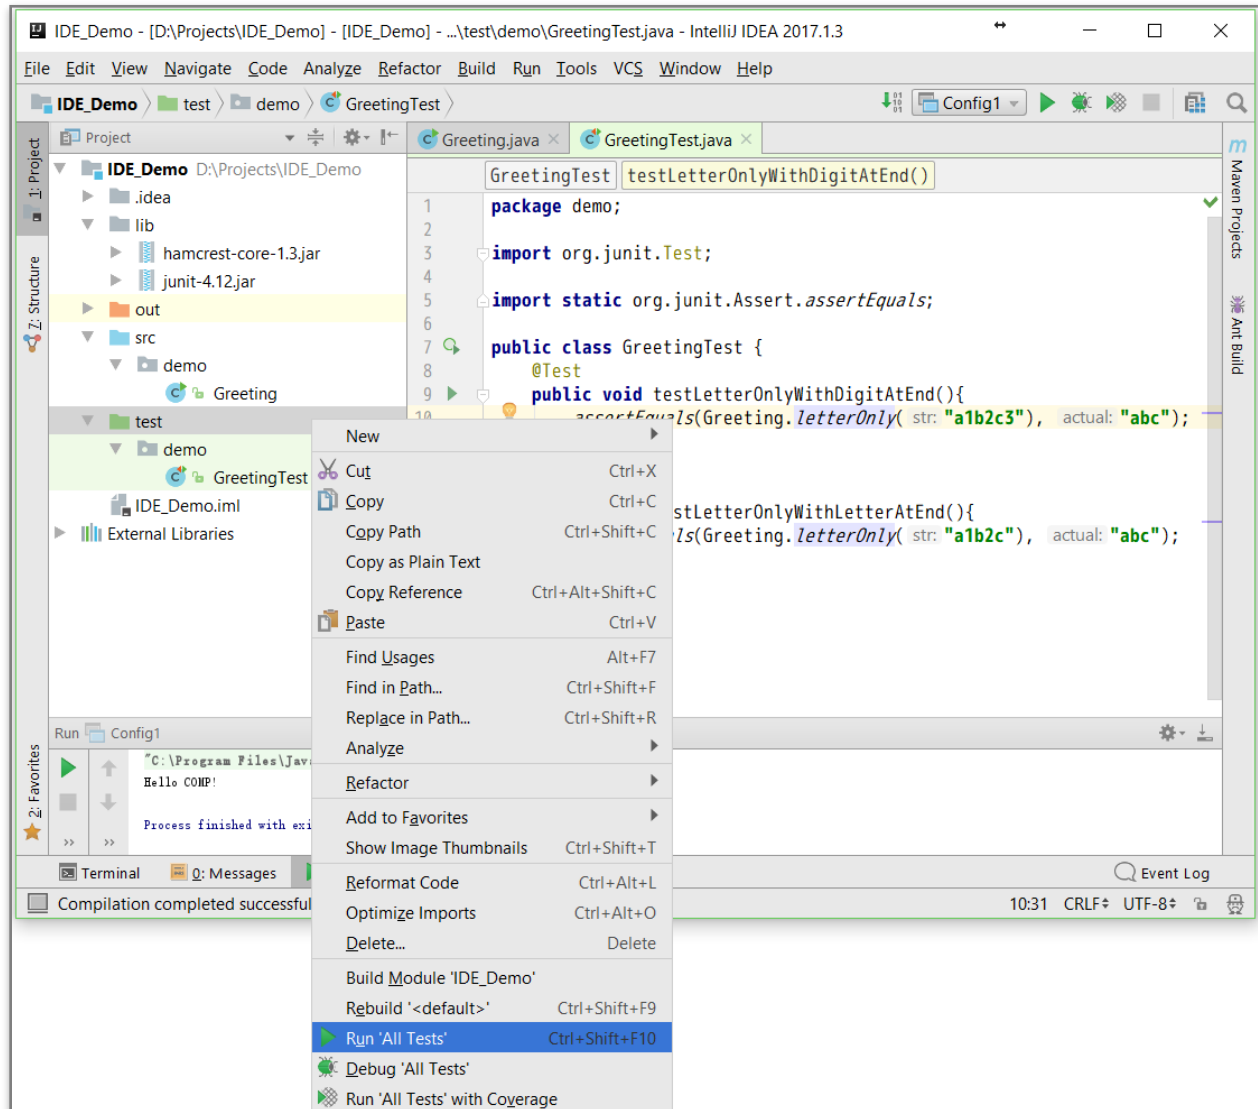 IDE_Demo - [D:\Projects\IDE_Demo] - [IDE_Demo] - ...\test\demo\GreetingTest.java - IntelliJ IDEA 2017.1.3
File Edit View Navigate Code Analyze Refactor Build Run Tools VCS Window Help
IDE_Demo test demo GreetingTest Config1
1: Project
Z: Structure
2: Favorites
Project
IDE_Demo D:\Projects\IDE_Demo
.idea
lib
hamcrest-core-1.3.jar
junit-4.12.jar
out
src
demo
Greeting
test
demo
GreetingTest
IDE_Demo.iml
External Libraries
Greeting.java GreetingTest.java
GreetingTest testLetterOnlyWithDigitAtEnd()
1 package demo;
2
3 import org.junit.Test;
4
5 import static org.junit.Assert.assertEquals;
6
7 public class GreetingTest {
8 @Test
9 public void testLetterOnlyWithDigitAtEnd(){
10 assertEquals(Greeting.letterOnly( str: "a1b2c3"), actual: "abc");
stLetterOnlyWithLetterAtEnd(){
ls(Greeting.letterOnly( str: "a1b2c"), actual: "abc");
Maven Projects
Ant Build
New
Cut Ctrl+X
Copy Ctrl+C
Copy Path Ctrl+Shift+C
Copy as Plain Text
Copy Reference Ctrl+Alt+Shift+C
Paste Ctrl+V
Find Usages Alt+F7
Find in Path... Ctrl+Shift+F
Replace in Path... Ctrl+Shift+R
Analyze
Refactor
Add to Favorites
Show Image Thumbnails Ctrl+Shift+T
Reformat Code Ctrl+Alt+L
Optimize Imports Ctrl+Alt+O
Delete... Delete
Build Module 'IDE_Demo'
Rebuild '<default>' Ctrl+Shift+F9
Run 'All Tests' Ctrl+Shift+F10
Debug 'All Tests'
Run 'All Tests' with Coverage
Run Config1
"C:\Program Files\Jav
Hello COMP!
Process finished with exi
Terminal 0: Messages
Event Log
Compilation completed successful
10:31 CRLF UTF-8